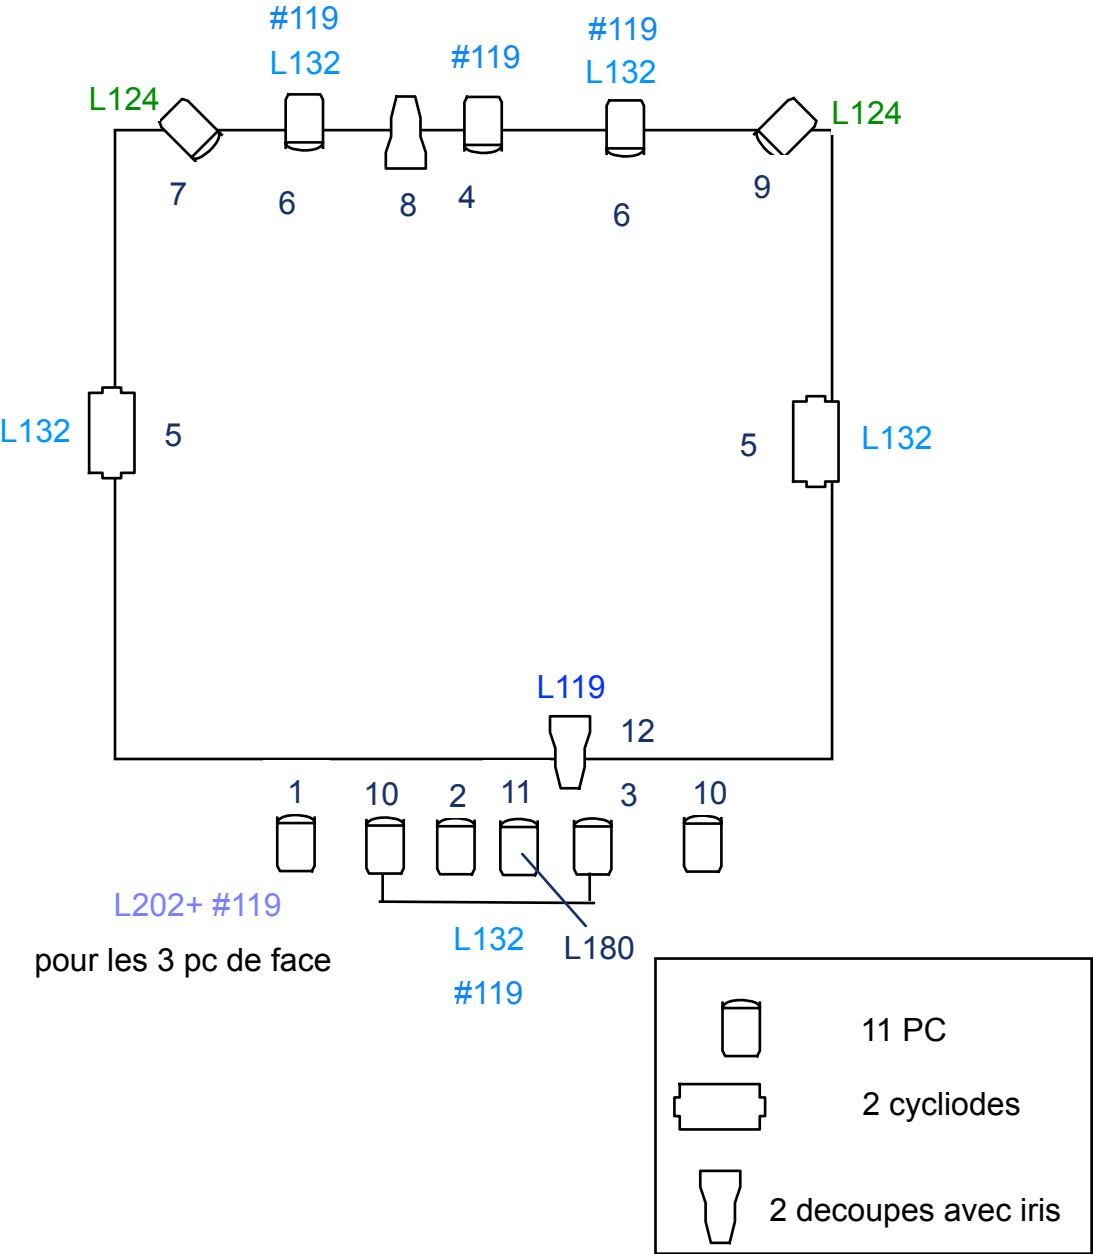 #119
#119
#119
L132
L132
L124
L124
7
6
8
4
6
9
L132
5
5
L132
L119
12
1
10
2
11
3
10
L202+ #119
pour les 3 pc de face
L132
L180
#119
11 PC
2 cycliodes
2 decoupes avec iris